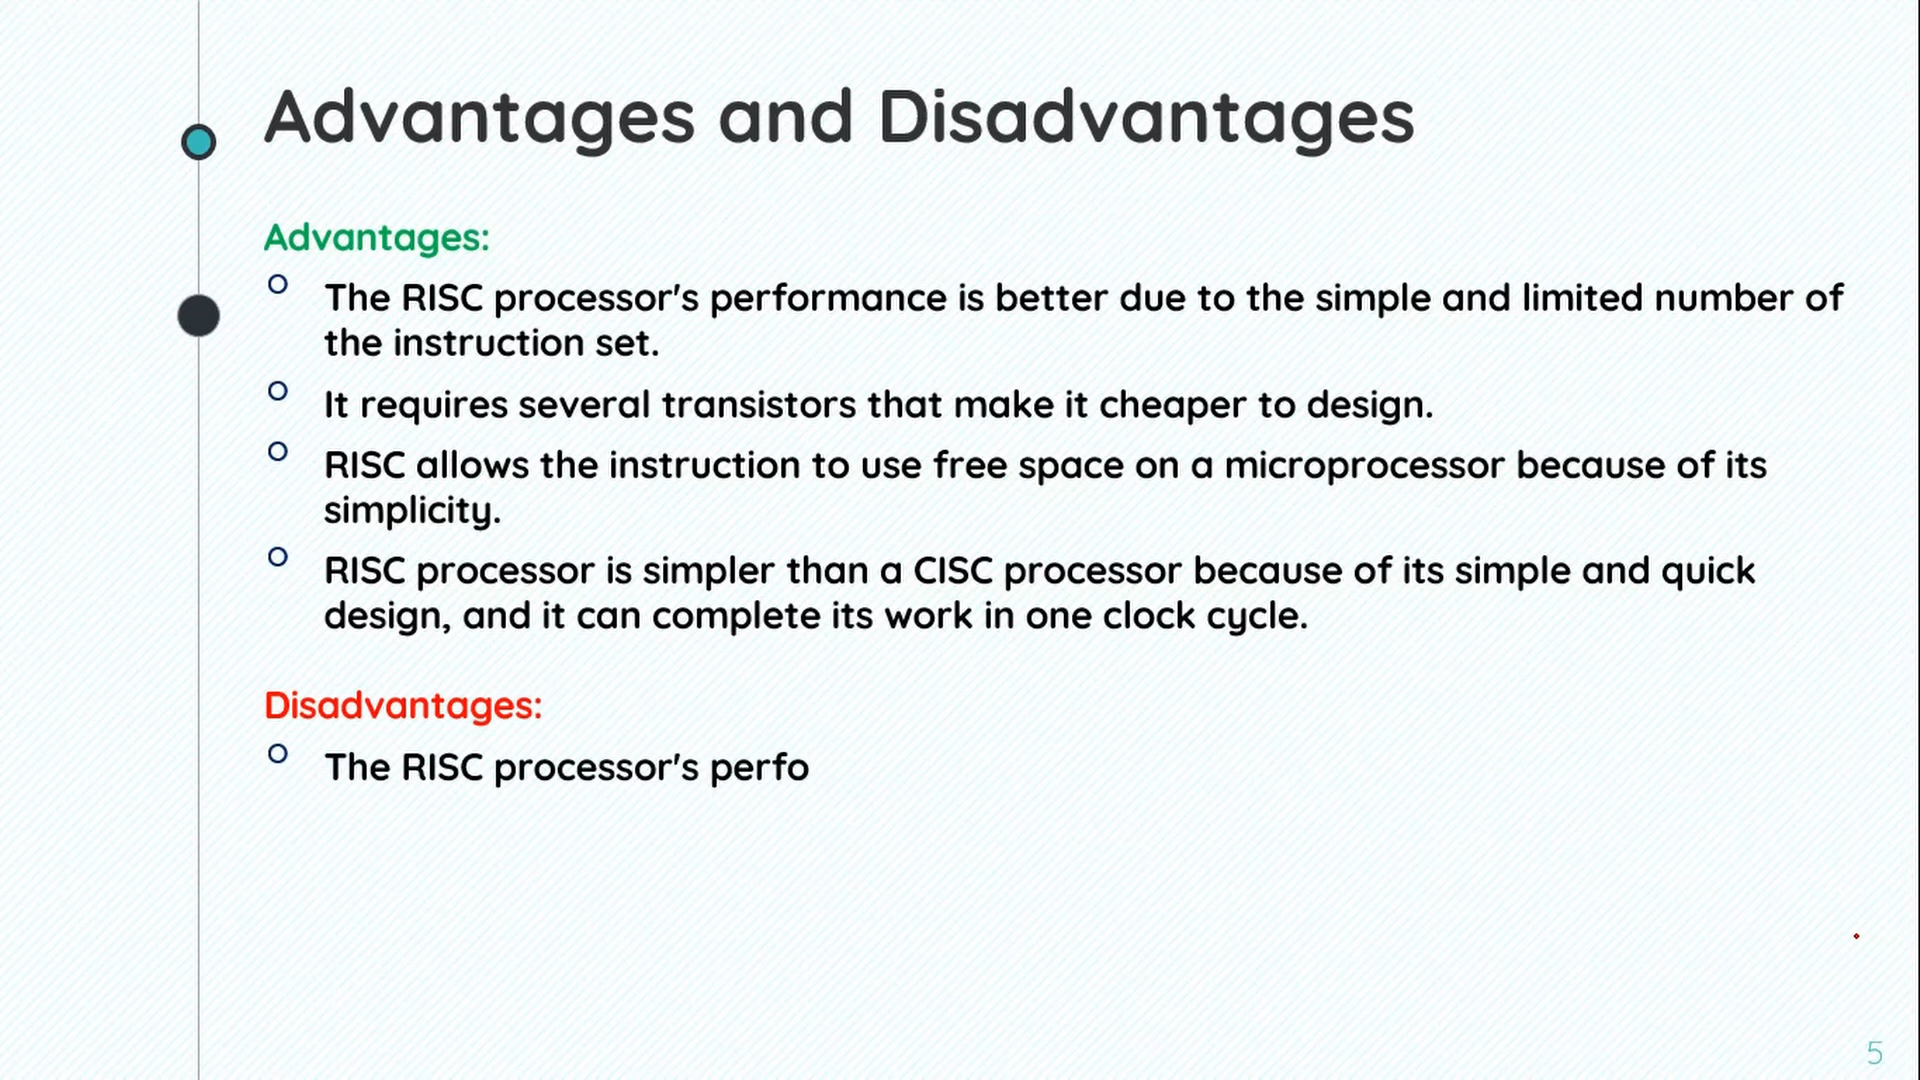 Advantages and Disadvantages
Advantages:
The RISC processor's performance is better due to the simple and limited number of
the instruction set.
It requires several transistors that make it cheaper to design.
RISC allows the instruction to use free space on a microprocessor because of its
simplicity.
RISC processor is simpler than a CISC processor because of its simple and quick
design, and it can complete its work in one clock cycle.
Disadvantages:
The RISC processor's perfo
5